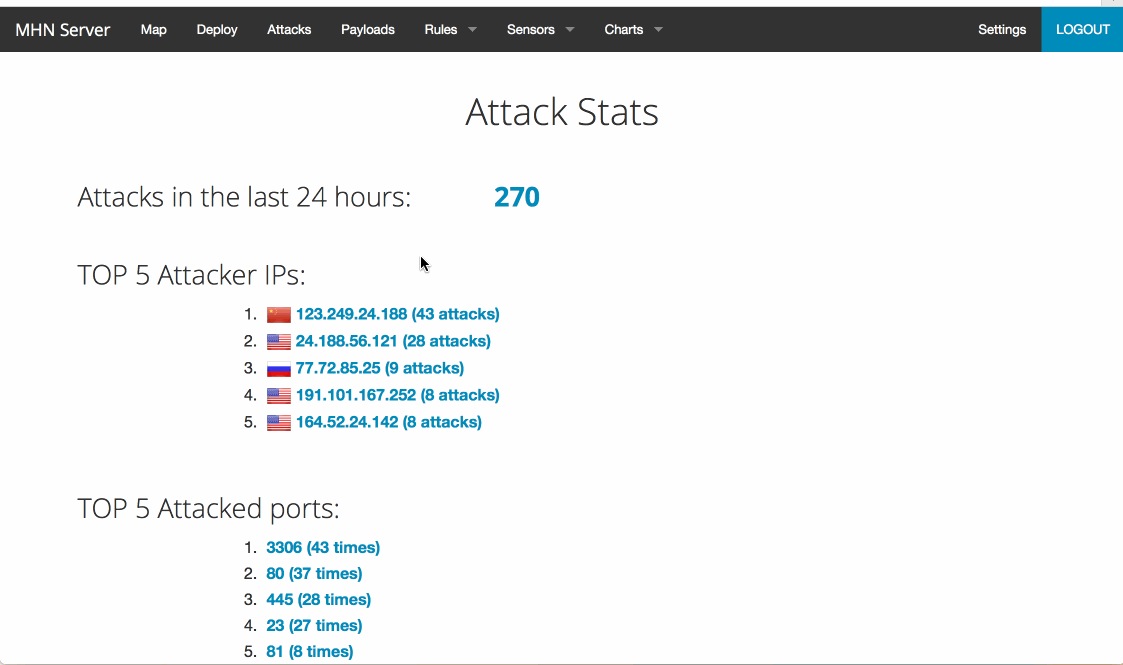 MHN Server Map Deploy Attacks Payloads Rules Sensors Charts Settings LOGOUT
Attack Stats
Attacks in the last 24 hours: 270
TOP 5 Attacker IPs:
1. 123.249.24.188 (43 attacks)
2. 24.188.56.121 (28 attacks)
3. 77.72.85.25 (9 attacks)
4. 191.101.167.252 (8 attacks)
5. 164.52.24.142 (8 attacks)
TOP 5 Attacked ports:
1. 3306 (43 times)
2. 80 (37 times)
3. 445 (28 times)
4. 23 (27 times)
5. 81 (8 times)